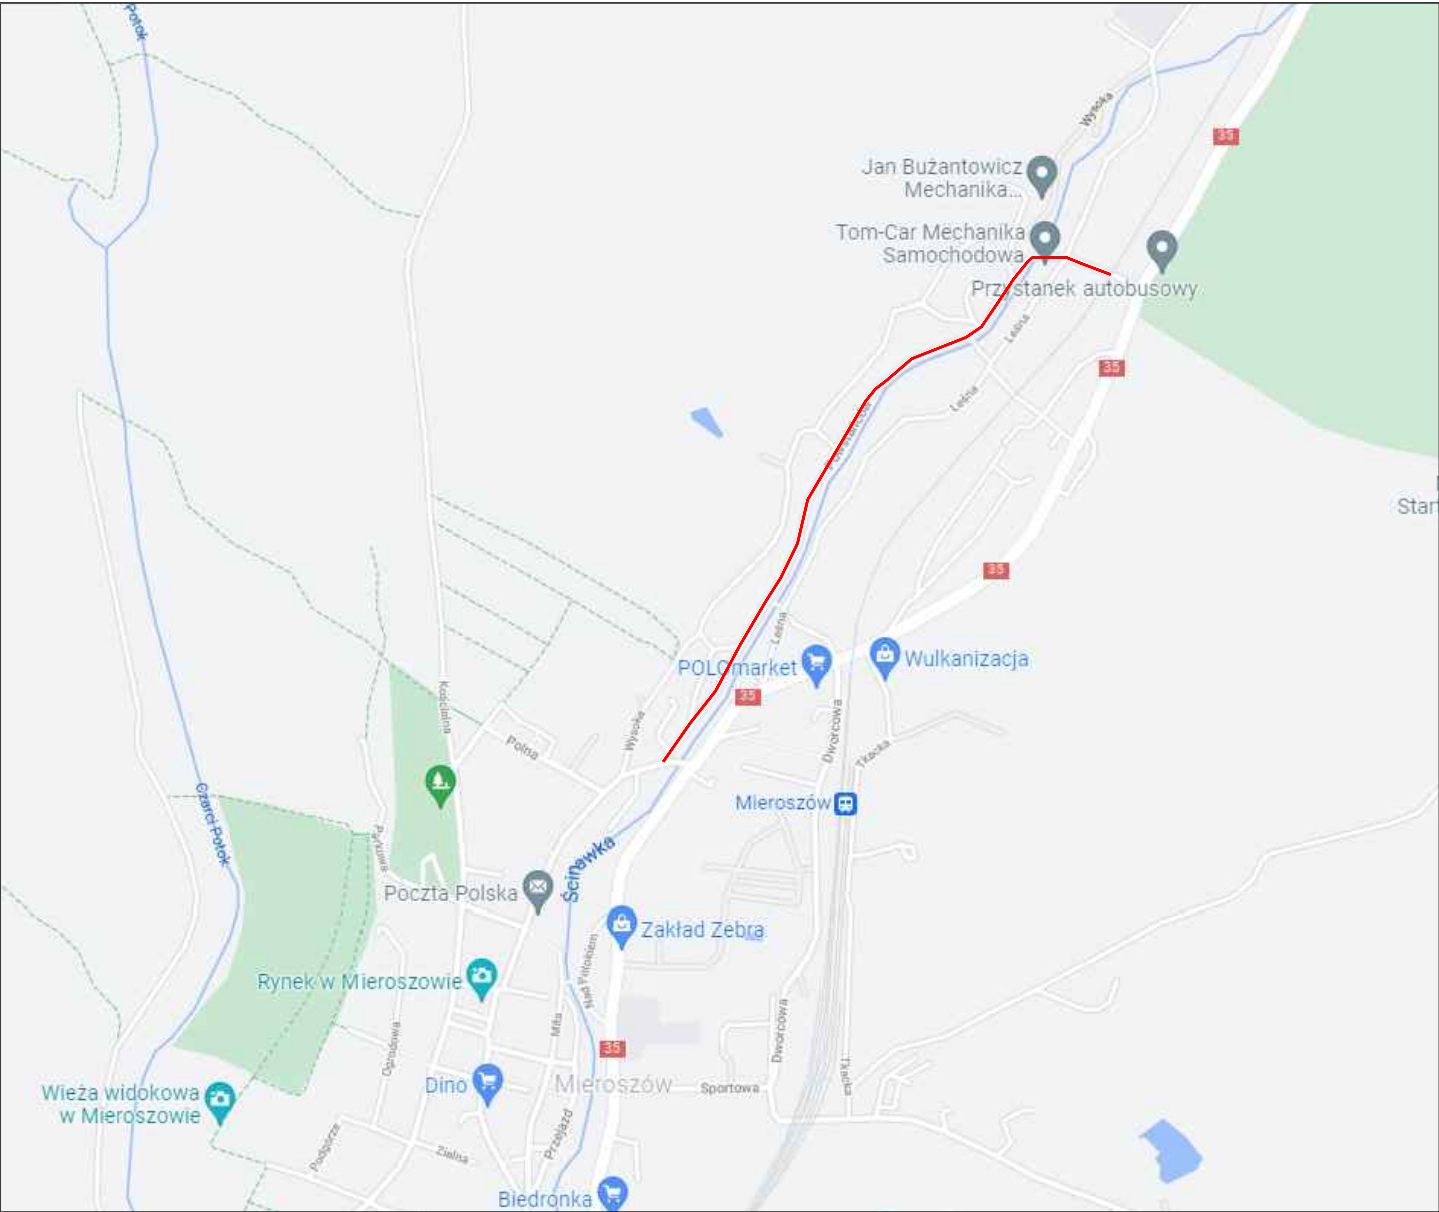 Potok
Wysoka
35
Jan Bużantowicz
Mechanika...
Tom-Car Mechanika
Samochodowa
Przystanek autobusowy
Leśna
35
Leśna
Start
35
Leśna
POLOmarket
Wulkanizacja
35
Kościelna
Wysoka
Polna
Dworcowa
Tkacka
Mieroszów
Czarci Potok
Parkowa
Ścinawka
Poczta Polska
Zakład Zebra
Nad Potokiem
Rynek w Mieroszowie
Miła
Ogrodowa
Dworcowa
35
Tkacka
Dino
Mieroszów
Sportowa
Wieża widokowa
w Mieroszowie
Podgórze
Zielna
Przejazd
Biedronka